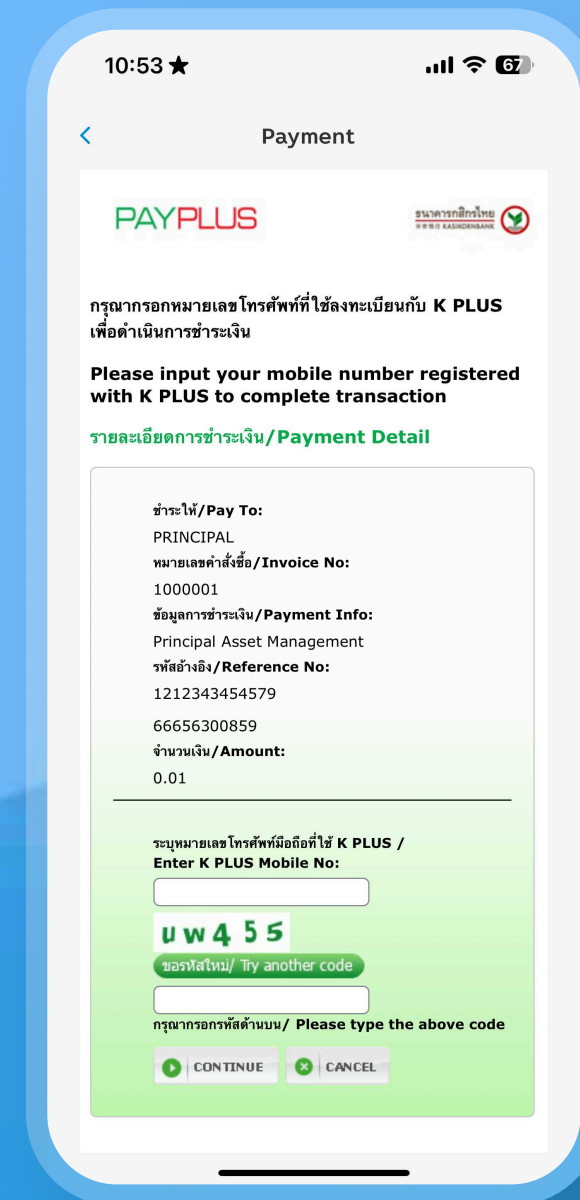 10:53
67
Payment
PAYPLUS
ธนาคารกสิกรไทย
KASIKORNBANK
กรุณากรอกหมายเลขโทรศัพท์ที่ใช้ลงทะเบียนกับ K PLUS
เพื่อดำเนินการชำระเงิน
Please input your mobile number registered
with K PLUS to complete transaction
รายละเอียดการชำระเงิน/Payment Detail
ชำระให้/Pay To:
PRINCIPAL
หมายเลขคำสั่งซื้อ/Invoice No:
1000001
ข้อมูลการชำระเงิน/Payment Info:
Principal Asset Management
รหัสอ้างอิง/Reference No:
1212343454579
66656300859
จำนวนเงิน/Amount:
0.01
ระบุหมายเลขโทรศัพท์มือถือที่ใช้ K PLUS /
Enter K PLUS Mobile No:
นพ455
ขอรหัสใหม่/ Try another code
กรุณากรอกรหัสด้านบน/ Please type the above code
CONTINUE
CANCEL